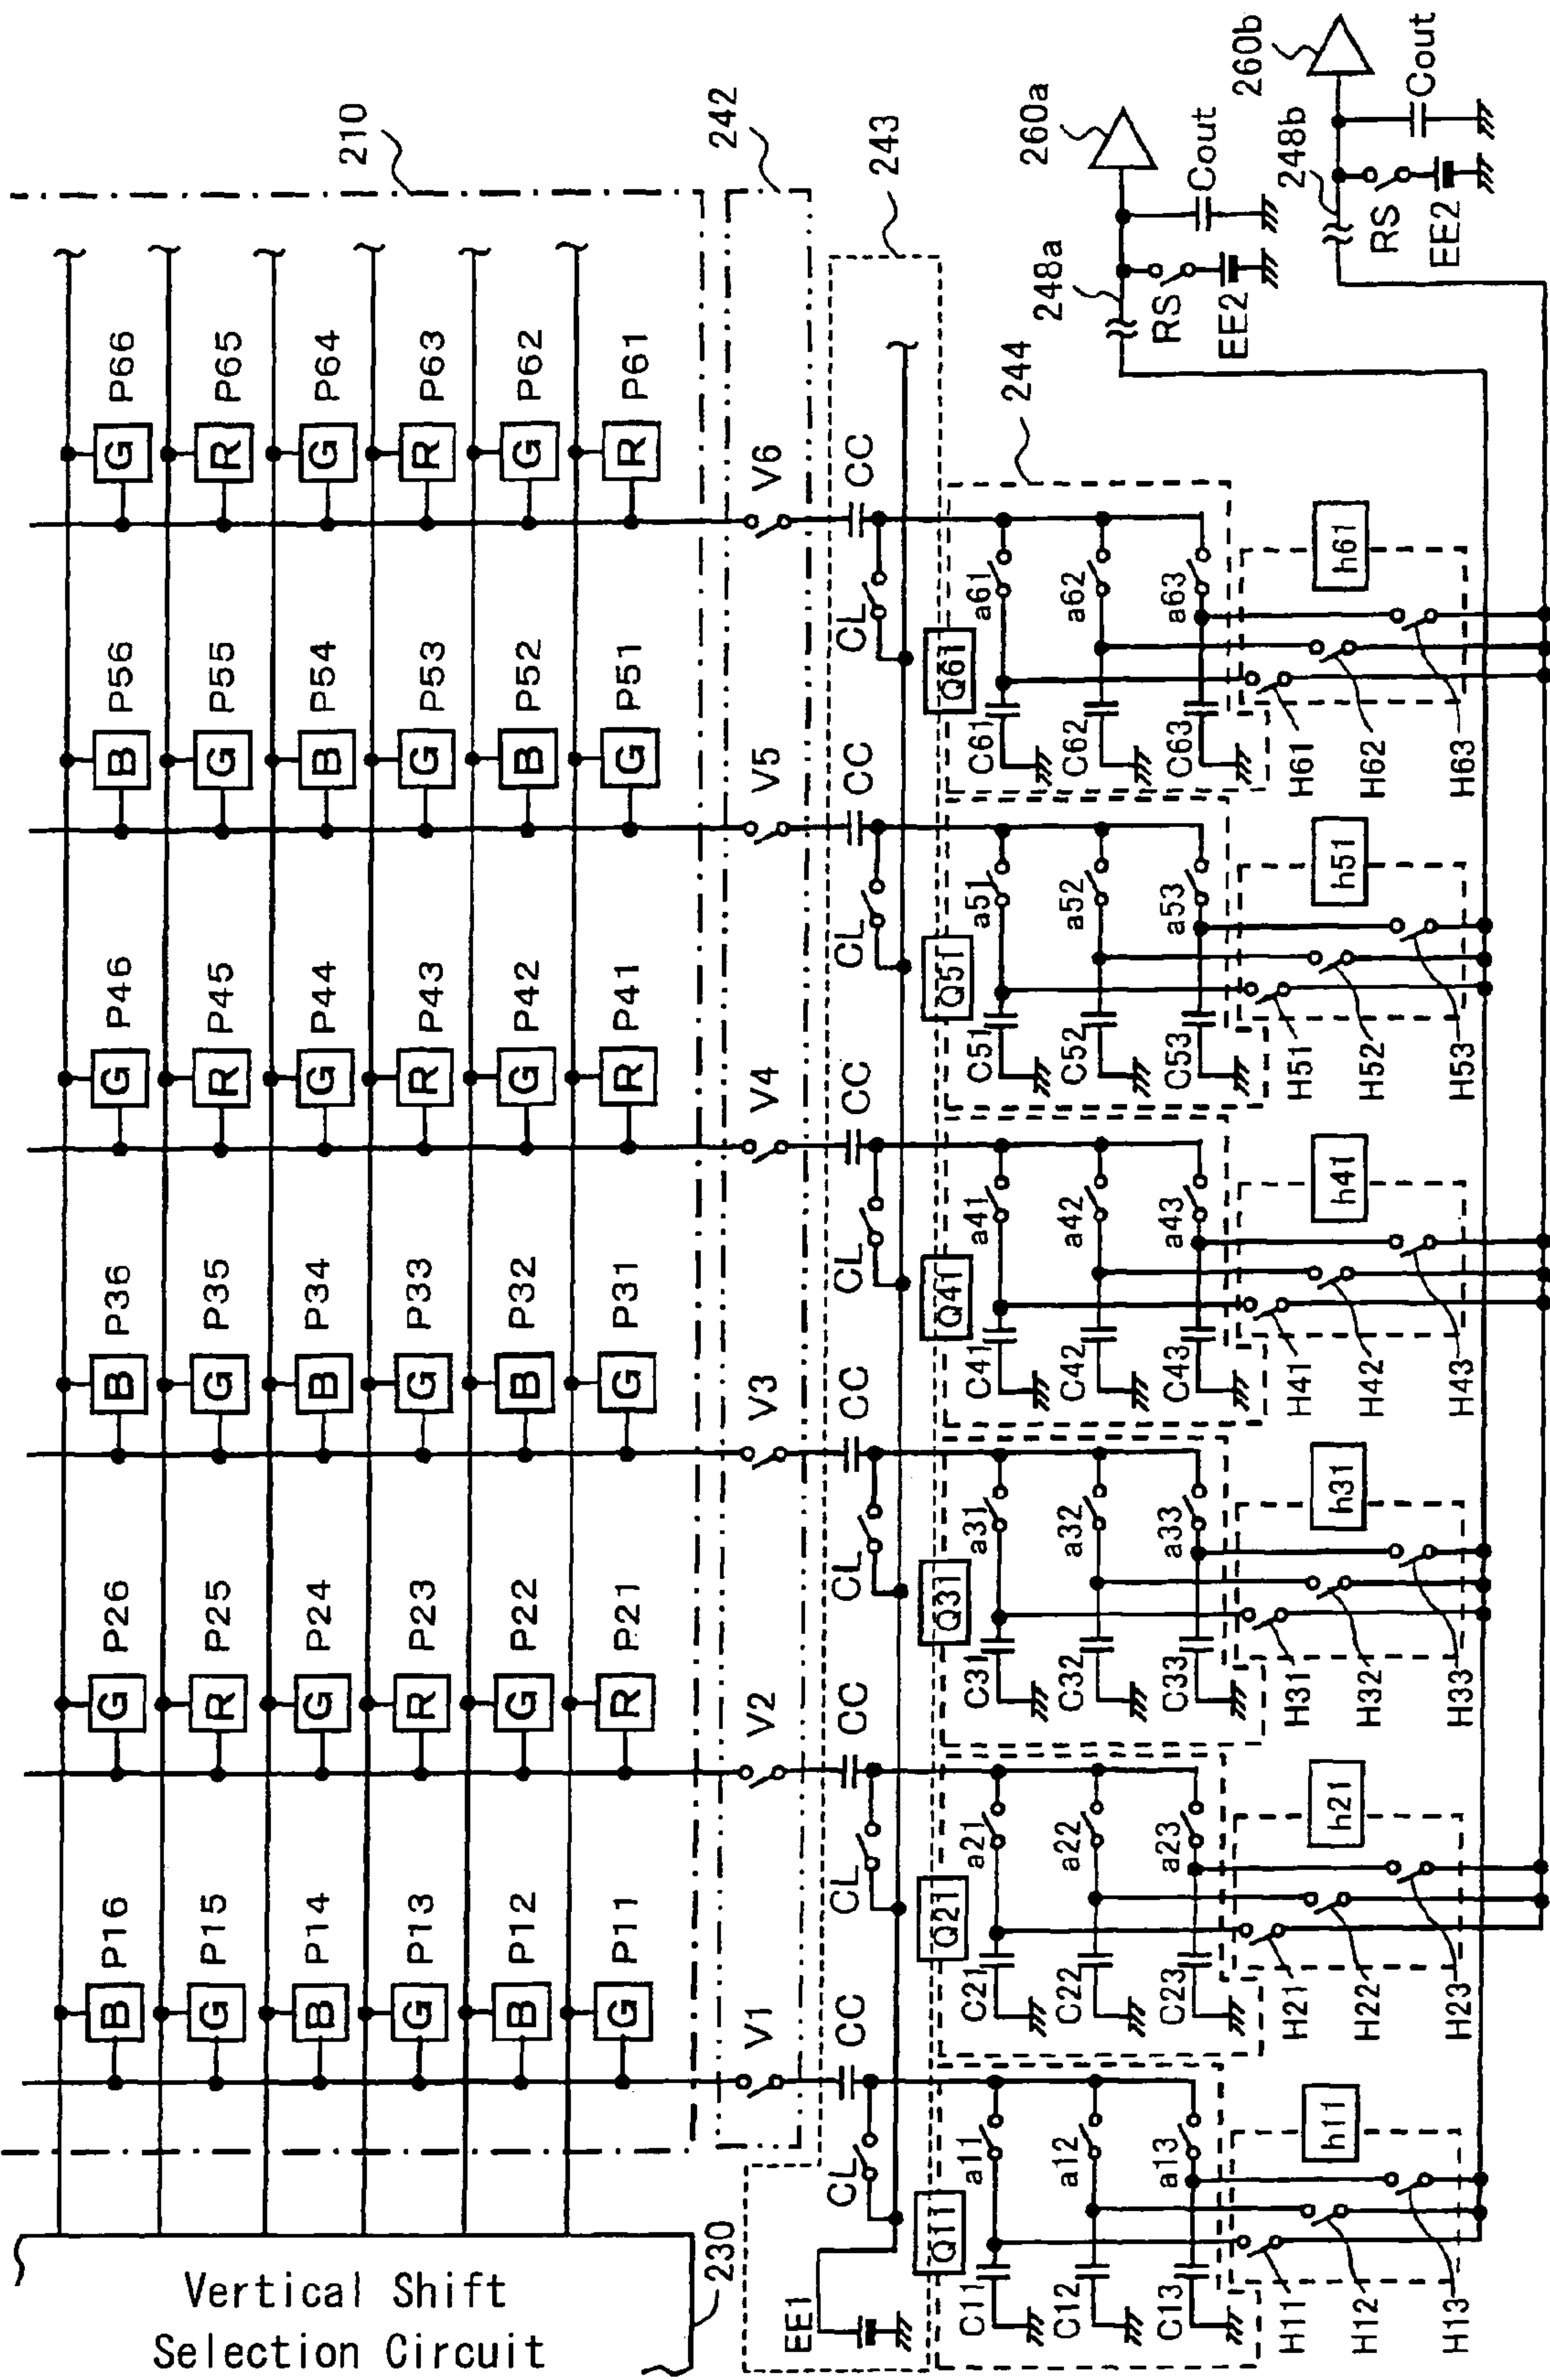 210
242
243
P16 P26 P36 P46 P56 P66
B G B G B G
P15 P25 P35 P45 P55 P65
G R G R G R
P14 P24 P34 P44 P54 P64
B G B G B G
P13 P23 P33 P43 P53 P63
G R G R G R
P12 P22 P32 P42 P52 P62
B G B G B G
P11 P21 P31 P41 P51 P61
G R G R G R
Vertical Shift
Selection Circuit
230
V1 V2 V3 V4 V5 V6
CC CC CC CC CC CC
CL CL CL CL CL CL
EE1
244
Q11 Q21 Q31 Q41 Q51 Q61
C11 a11 C21 a21 C31 a31 C41 a41 C51 a51 C61 a61
C12 a12 C22 a22 C32 a32 C42 a42 C52 a52 C62 a62
C13 a13 C23 a23 C33 a33 C43 a43 C53 a53 C63 a63
h11 h21 h31 h41 h51 h61
H11 H21 H31 H41 H51 H61
H12 H22 H32 H42 H52 H62
H13 H23 H33 H43 H53 H63
248a
260a
RS
Cout
EE2
248b
260b
RS
Cout
EE2